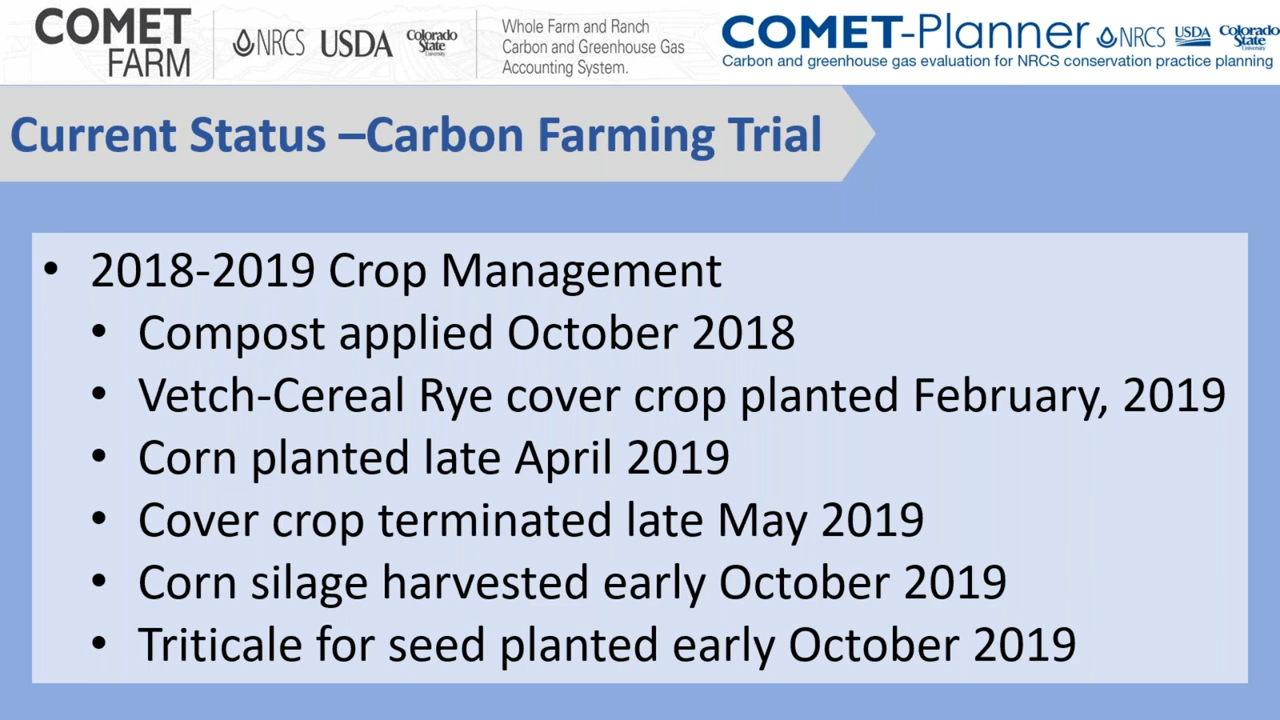 COMET
FARM
NRCS USDA Colorado State University
Whole Farm and Ranch
Carbon and Greenhouse Gas
Accounting System.
COMET-Planner NRCS USDA Colorado State University
Carbon and greenhouse gas evaluation for NRCS conservation practice planning
Current Status –Carbon Farming Trial
• 2018-2019 Crop Management
• Compost applied October 2018
• Vetch-Cereal Rye cover crop planted February, 2019
• Corn planted late April 2019
• Cover crop terminated late May 2019
• Corn silage harvested early October 2019
• Triticale for seed planted early October 2019